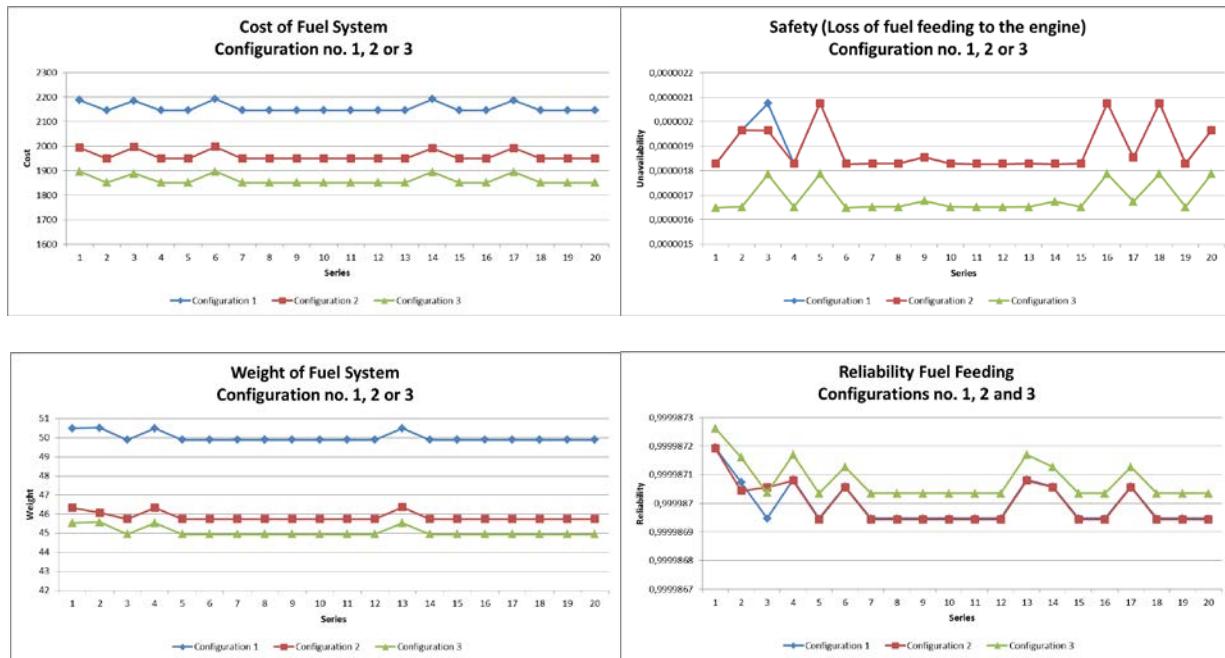 Cost of Fuel System
Configuration no. 1, 2 or 3
2300
2200
2100
2000
1900
1800
1700
1600
Cost
1 2 3 4 5 6 7 8 9 10 11 12 13 14 15 16 17 18 19 20
Series
Configuration 1 Configuration 2 Configuration 3
Safety (Loss of fuel feeding to the engine)
Configuration no. 1, 2 or 3
0,0000022
0,0000021
0,000002
0,0000019
0,0000018
0,0000017
0,0000016
0,0000015
Unavailability
1 2 3 4 5 6 7 8 9 10 11 12 13 14 15 16 17 18 19 20
Series
Configuration 1 Configuration 2 Configuration 3
Weight of Fuel System
Configuration no. 1, 2 or 3
51
50
49
48
47
46
45
44
43
42
Weight
1 2 3 4 5 6 7 8 9 10 11 12 13 14 15 16 17 18 19 20
Series
Configuration 1 Configuration 2 Configuration 3
Reliability Fuel Feeding
Configurations no. 1, 2 and 3
0,9999873
0,9999872
0,9999871
0,999987
0,9999869
0,9999868
0,9999867
Reliability
1 2 3 4 5 6 7 8 9 10 11 12 13 14 15 16 17 18 19 20
Series
Configuration 1 Configuration 2 Configuration 3